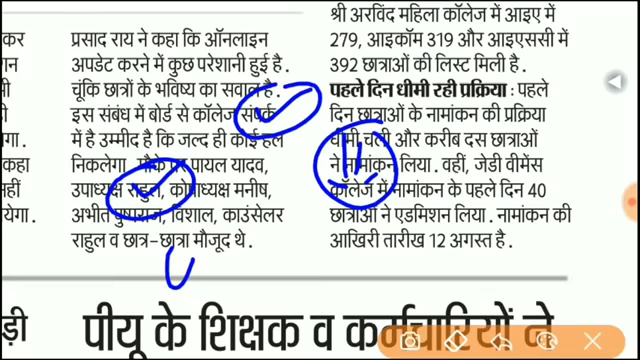 कर
गान
मी
ही
गा.
कहा
नहीं
येगा.
प्रसाद राय ने कहा कि ऑनलाइन
अपडेट करने में कुछ परेशानी हुई है.
चूंकि छात्रों के भविष्य का सवाल है.
इस संबंध में बोर्ड से कॉलेज संपर्क
में है उम्मीद है कि जल्द ही कोई हल
निकलेगा. मौके पर पायल यादव,
उपाध्यक्ष राहुल, कोषाध्यक्ष मनीष,
अभीत पुष्पराज, विशाल, काउंसेलर
राहुल व छात्र-छात्रा मौजूद थे.
श्री अरविंद महिला कॉलेज में आइए में
279, आइकॉम 319 और आइएससी में
392 छात्राओं की लिस्ट मिली है.
पहले दिन धीमी रही प्रक्रिया : पहले
दिन छात्राओं के नामांकन की प्रक्रिया
धीमी चली और करीब दस छात्राओं
ने नामांकन लिया. वहीं, जेडी वीमेंस
कॉलेज में नामांकन के पहले दिन 40
छात्राओं ने एडमिशन लिया. नामांकन की
आखिरी तारीख 12 अगस्त है.
ड़ी
पीयू के शिक्षक व कर्मचारियों ने